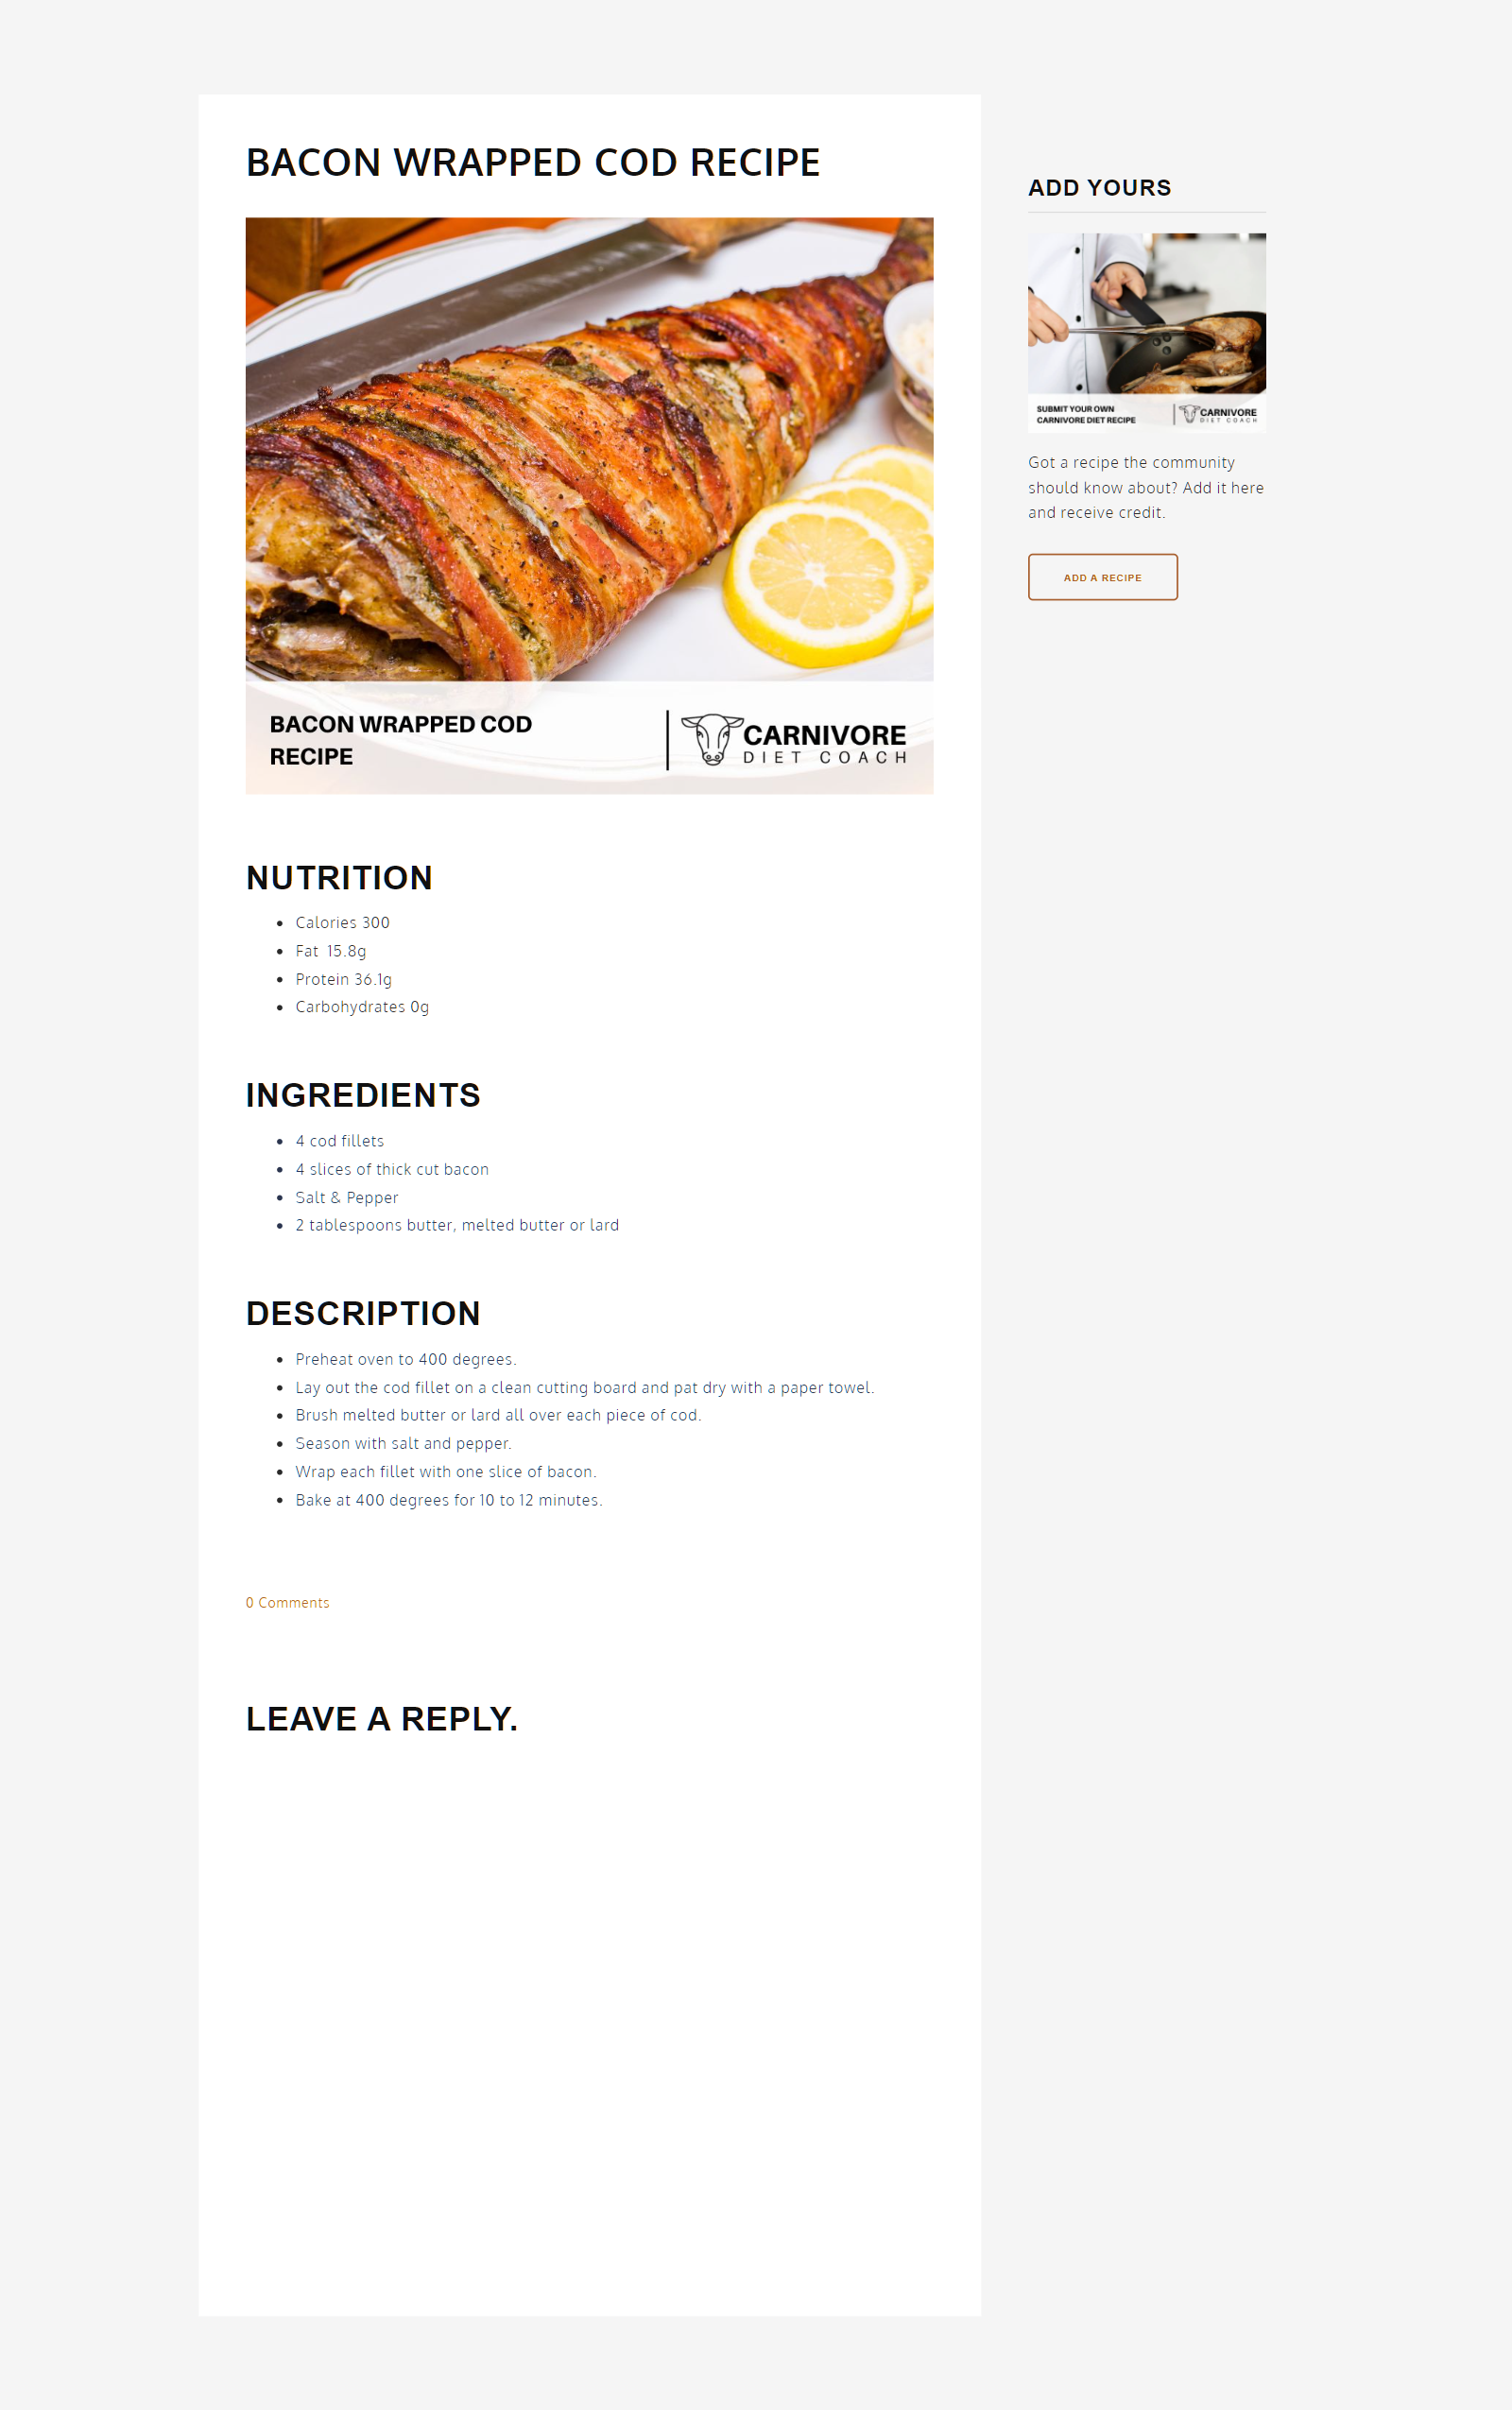 BACON WRAPPED COD RECIPE
BACON WRAPPED COD
RECIPE
CARNIVORE
DIET COACH
NUTRITION
Calories 300
Fat 15.8g
Protein 36.1g
Carbohydrates 0g
INGREDIENTS
4 cod fillets
4 slices of thick cut bacon
Salt & Pepper
2 tablespoons butter, melted butter or lard
DESCRIPTION
Preheat oven to 400 degrees.
Lay out the cod fillet on a clean cutting board and pat dry with a paper towel.
Brush melted butter or lard all over each piece of cod.
Season with salt and pepper.
Wrap each fillet with one slice of bacon.
Bake at 400 degrees for 10 to 12 minutes.
0 Comments
LEAVE A REPLY.
ADD YOURS
SUBMIT YOUR OWN
CARNIVORE DIET RECIPE
CARNIVORE
DIET COACH
Got a recipe the community
should know about? Add it here
and receive credit.
ADD A RECIPE